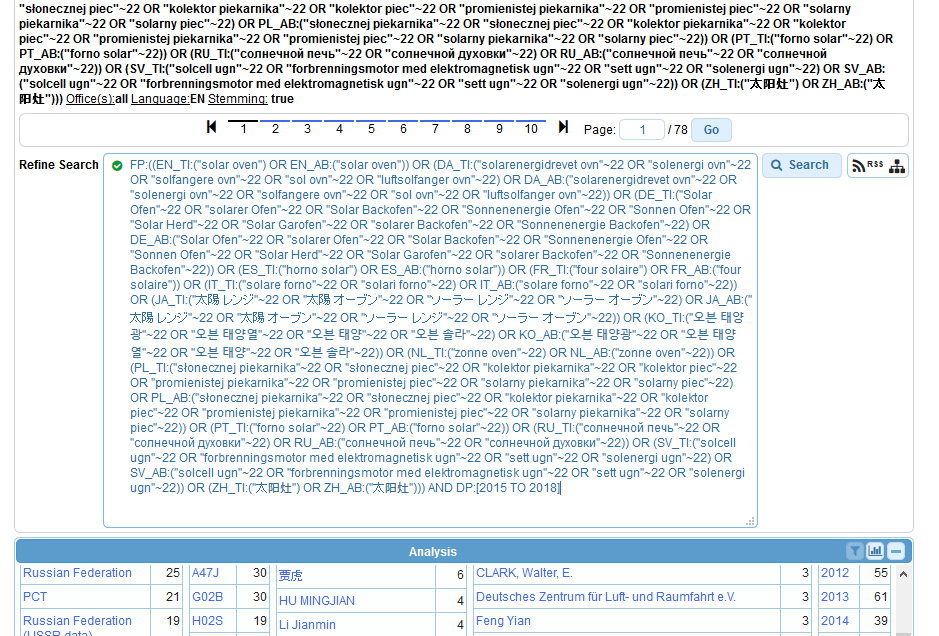 "słonecznej piec"~22 OR "kolektor piekarnika"~22 OR "kolektor piec"~22 OR "promienistej piekarnika"~22 OR "promienistej piec"~22 OR "solarny
piekarnika"~22 OR "solarny piec"~22) OR PL_AB:("słonecznej piekarnika"~22 OR "słonecznej piec"~22 OR "kolektor piekarnika"~22 OR "kolektor
piec"~22 OR "promienistej piekarnika"~22 OR "promienistej piec"~22 OR "solarny piekarnika"~22 OR "solarny piec"~22)) OR (PT_TI:("forno solar"~22) OR
PT_AB:("forno solar"~22)) OR (RU_TI:("солнечной печь"~22 OR "солнечной духовки"~22) OR RU_AB:("солнечной печь"~22 OR "солнечной
духовки"~22)) OR (SV_TI:("solcell ugn"~22 OR "forbrenningsmotor med elektromagnetisk ugn"~22 OR "sett ugn"~22 OR "solenergi ugn"~22) OR SV_AB:
("solcell ugn"~22 OR "forbrenningsmotor med elektromagnetisk ugn"~22 OR "sett ugn"~22 OR "solenergi ugn"~22)) OR (ZH_TI:("太阳灶") OR ZH_AB:("太
阳灶"))) Office(s):all Language:EN Stemming: true
1 2 3 4 5 6 7 8 9 10 Page: 1 / 78 Go
Refine Search
FP:((EN_TI:("solar oven") OR EN_AB:("solar oven")) OR (DA_TI:("solarenergidrevet ovn"~22 OR "solenergi ovn"~22
OR "solfangere ovn"~22 OR "sol ovn"~22 OR "luftsolfanger ovn"~22) OR DA_AB:("solarenergidrevet ovn"~22 OR
"solenergi ovn"~22 OR "solfangere ovn"~22 OR "sol ovn"~22 OR "luftsolfanger ovn"~22)) OR (DE_TI:("Solar
Ofen"~22 OR "solarer Ofen"~22 OR "Solar Backofen"~22 OR "Sonnenenergie Ofen"~22 OR "Sonnen Ofen"~22 OR
"Solar Herd"~22 OR "Solar Garofen"~22 OR "solarer Backofen"~22 OR "Sonnenenergie Backofen"~22) OR
DE_AB:("Solar Ofen"~22 OR "solarer Ofen"~22 OR "Solar Backofen"~22 OR "Sonnenenergie Ofen"~22 OR
"Sonnen Ofen"~22 OR "Solar Herd"~22 OR "Solar Garofen"~22 OR "solarer Backofen"~22 OR "Sonnenenergie
Backofen"~22)) OR (ES_TI:("horno solar") OR ES_AB:("horno solar")) OR (FR_TI:("four solaire") OR FR_AB:("four
solaire")) OR (IT_TI:("solare forno"~22 OR "solari forno"~22) OR IT_AB:("solare forno"~22 OR "solari forno"~22))
OR (JA_TI:("太陽 レンジ"~22 OR "太陽 オーブン"~22 OR "ソーラー レンジ"~22 OR "ソーラー オーブン"~22) OR JA_AB:("
太陽 レンジ"~22 OR "太陽 オーブン"~22 OR "ソーラー レンジ"~22 OR "ソーラー オーブン"~22)) OR (KO_TI:("오븐 태양
광"~22 OR "오븐 태양열"~22 OR "오븐 태양"~22 OR "오븐 솔라"~22) OR KO_AB:("오븐 태양광"~22 OR "오븐 태양
열"~22 OR "오븐 태양"~22 OR "오븐 솔라"~22)) OR (NL_TI:("zonne oven"~22) OR NL_AB:("zonne oven"~22)) OR
(PL_TI:("słonecznej piekarnika"~22 OR "słonecznej piec"~22 OR "kolektor piekarnika"~22 OR "kolektor piec"~22
OR "promienistej piekarnika"~22 OR "promienistej piec"~22 OR "solarny piekarnika"~22 OR "solarny piec"~22)
OR PL_AB:("słonecznej piekarnika"~22 OR "słonecznej piec"~22 OR "kolektor piekarnika"~22 OR "kolektor
piec"~22 OR "promienistej piekarnika"~22 OR "promienistej piec"~22 OR "solarny piekarnika"~22 OR "solarny
piec"~22)) OR (PT_TI:("forno solar"~22) OR PT_AB:("forno solar"~22)) OR (RU_TI:("солнечной печь"~22 OR
"солнечной духовки"~22) OR RU_AB:("солнечной печь"~22 OR "солнечной духовки"~22)) OR (SV_TI:("solcell
ugn"~22 OR "forbrenningsmotor med elektromagnetisk ugn"~22 OR "sett ugn"~22 OR "solenergi ugn"~22) OR
SV_AB:("solcell ugn"~22 OR "forbrenningsmotor med elektromagnetisk ugn"~22 OR "sett ugn"~22 OR "solenergi
ugn"~22)) OR (ZH_TI:("太阳灶") OR ZH_AB:("太阳灶"))) AND DP:[2015 TO 2018]
Search
RSS
Analysis
Russian Federation 25 A47J 30 贾虎 6 CLARK, Walter, E. 3 2012 55
PCT 21 G02B 30 HU MINGJIAN 4 Deutsches Zentrum für Luft- und Raumfahrt e.V. 3 2013 61
Russian Federation 19 H02S 19 Li Jianmin 4 Feng Yian 3 2014 39
(USSR data)